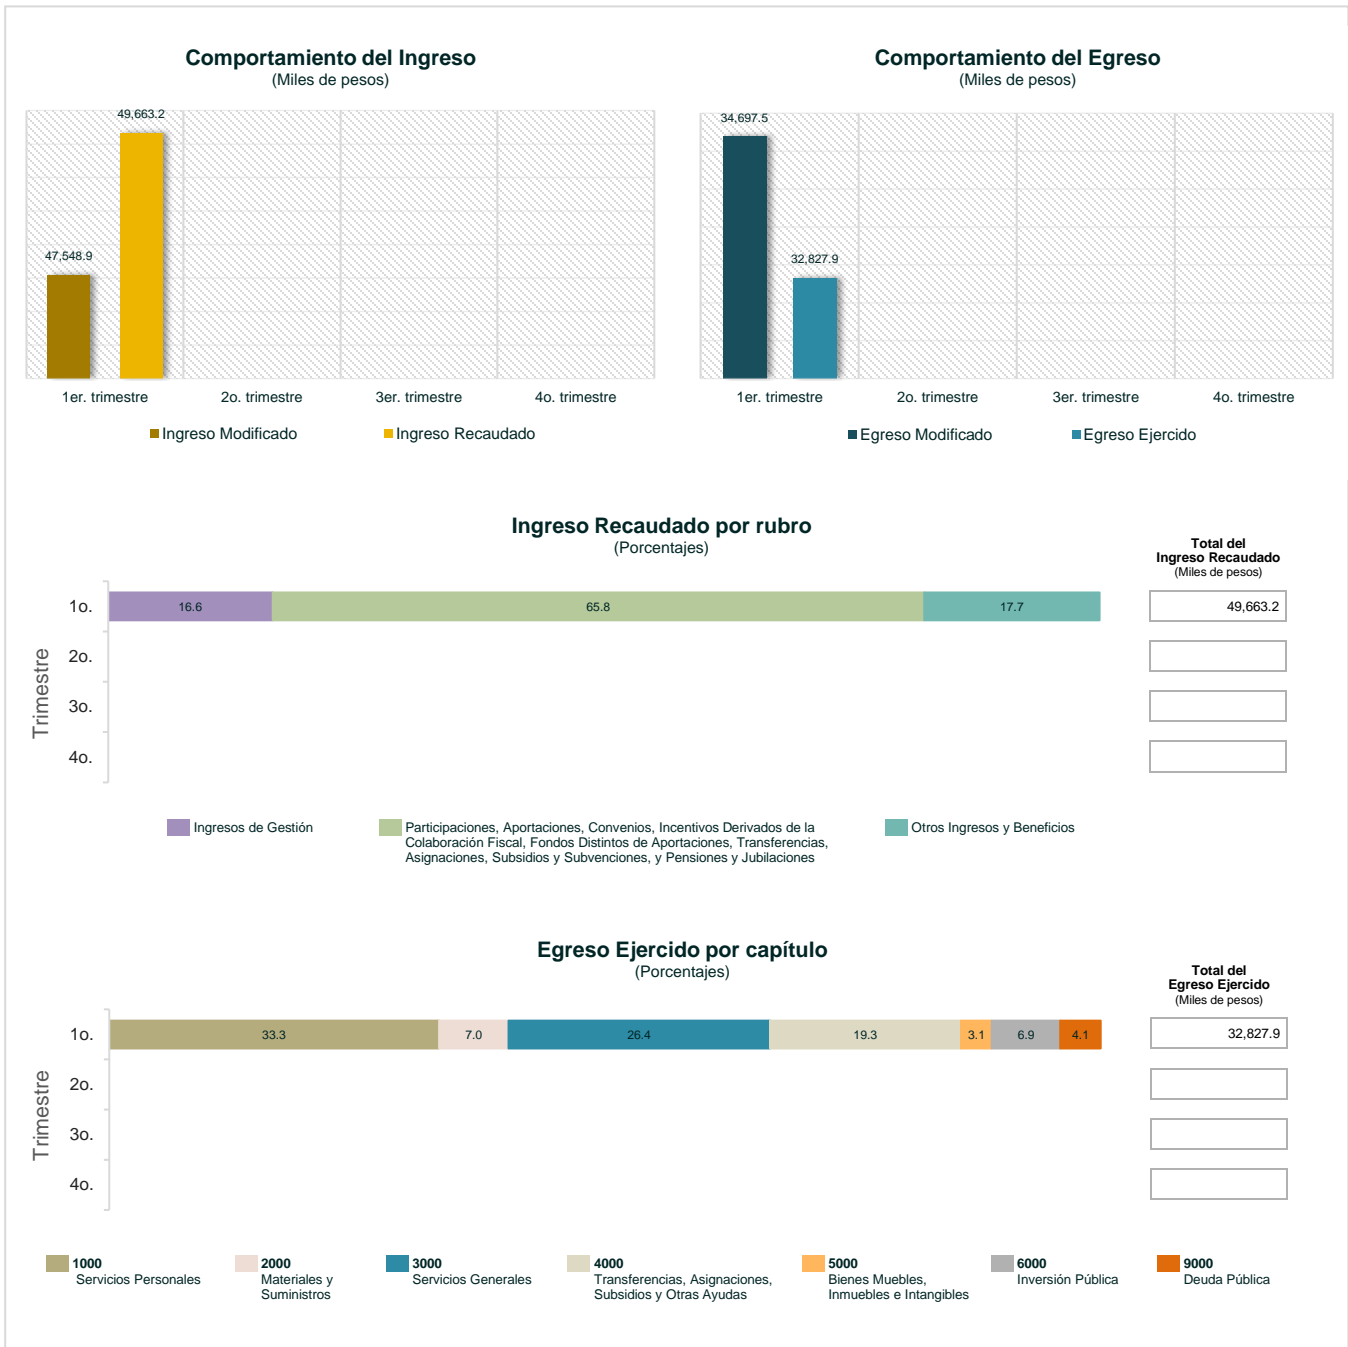 Comportamiento del Ingreso
(Miles de pesos)
49,663.2
47,548.9
1er. trimestre
2o. trimestre
3er. trimestre
4o. trimestre
Ingreso Modificado
Ingreso Recaudado
Comportamiento del Egreso
(Miles de pesos)
34,697.5
32,827.9
1er. trimestre
2o. trimestre
3er. trimestre
4o. trimestre
Egreso Modificado
Egreso Ejercido
Ingreso Recaudado por rubro
(Porcentajes)
Total del
Ingreso Recaudado
(Miles de pesos)
Trimestre
1o.
16.6
65.8
17.7
49,663.2
2o.
3o.
4o.
Ingresos de Gestión
Participaciones, Aportaciones, Convenios, Incentivos Derivados de la
Colaboración Fiscal, Fondos Distintos de Aportaciones, Transferencias,
Asignaciones, Subsidios y Subvenciones, y Pensiones y Jubilaciones
Otros Ingresos y Beneficios
Egreso Ejercido por capítulo
(Porcentajes)
Total del
Egreso Ejercido
(Miles de pesos)
Trimestre
1o.
33.3
7.0
26.4
19.3
3.1
6.9
4.1
32,827.9
2o.
3o.
4o.
1000
Servicios Personales
2000
Materiales y
Suministros
3000
Servicios Generales
4000
Transferencias, Asignaciones,
Subsidios y Otras Ayudas
5000
Bienes Muebles,
Inmuebles e Intangibles
6000
Inversión Pública
9000
Deuda Pública